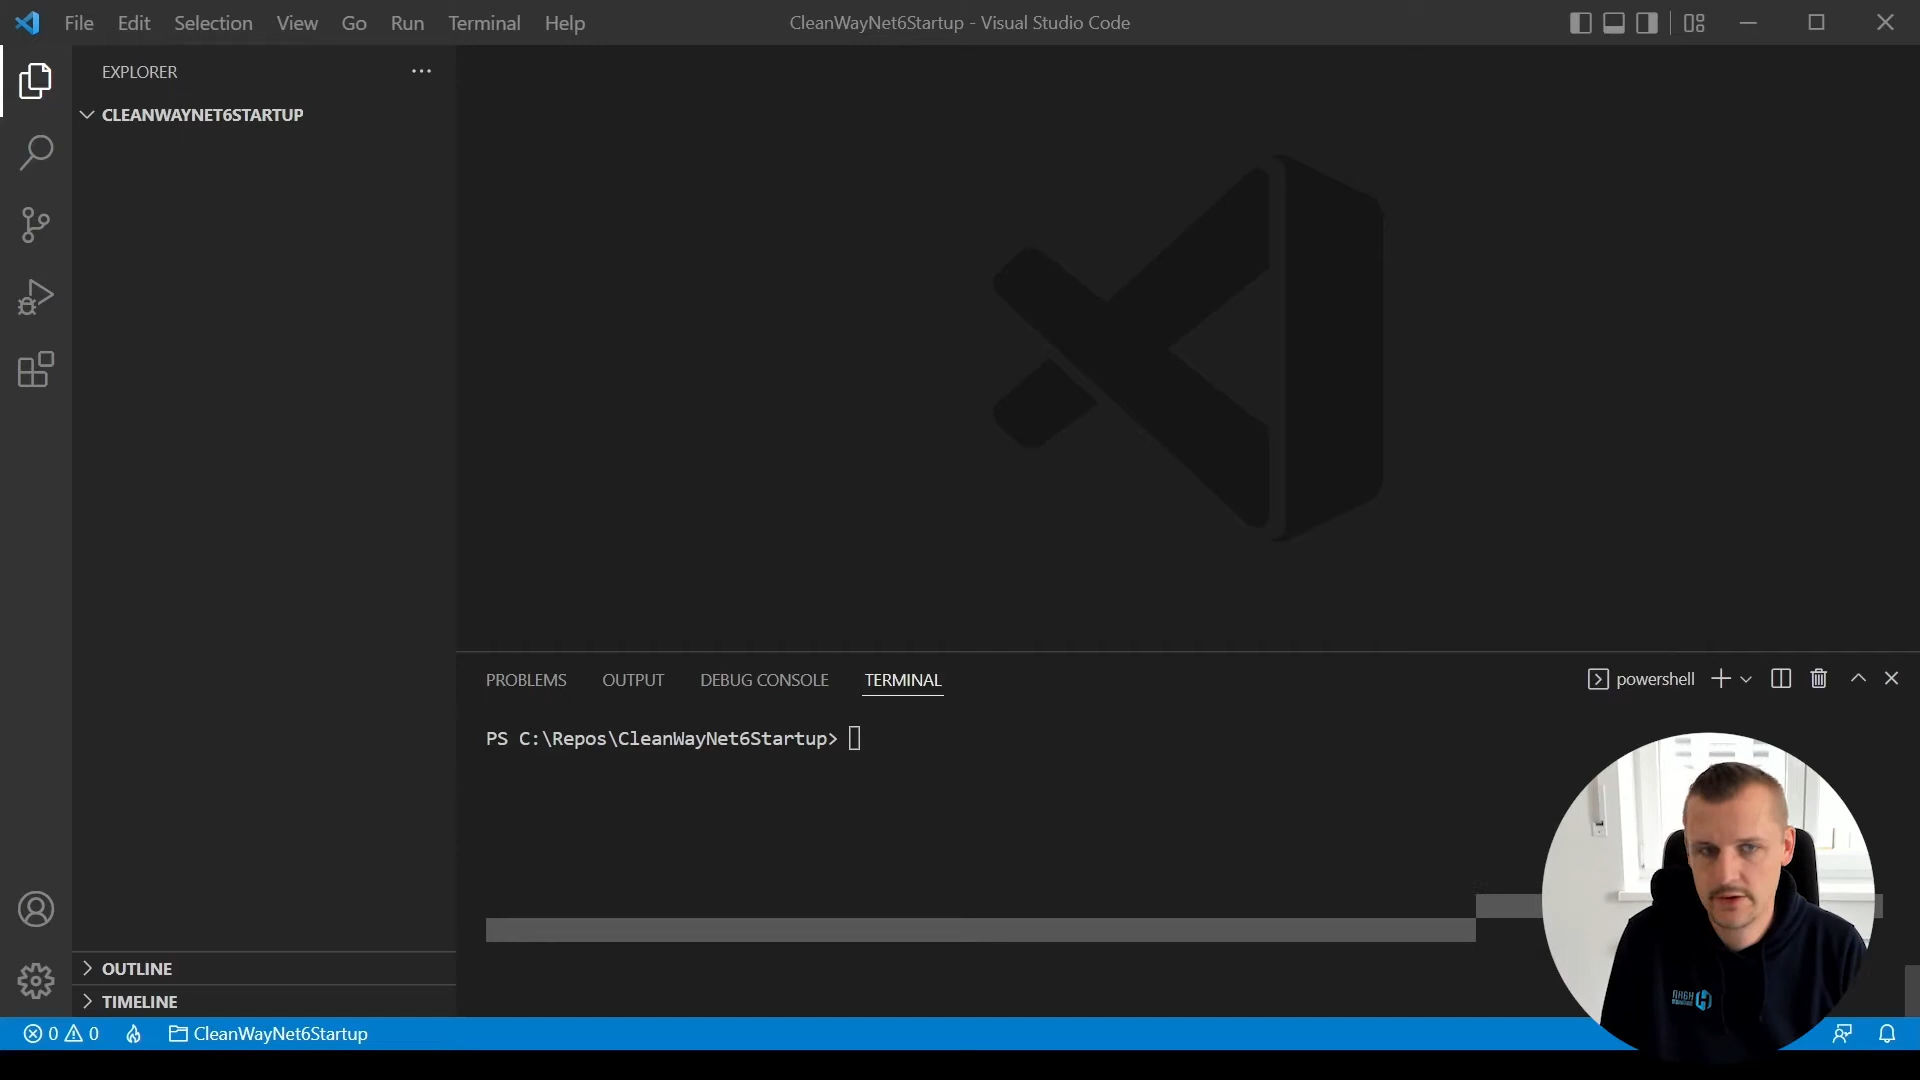 File Edit Selection View Go Run Terminal Help
CleanWayNet6Startup - Visual Studio Code
EXPLORER
CLEANWAYNET6STARTUP
PROBLEMS OUTPUT DEBUG CONSOLE TERMINAL
powershell
PS C:\Repos\CleanWayNet6Startup>
OUTLINE
TIMELINE
0 0 CleanWayNet6Startup